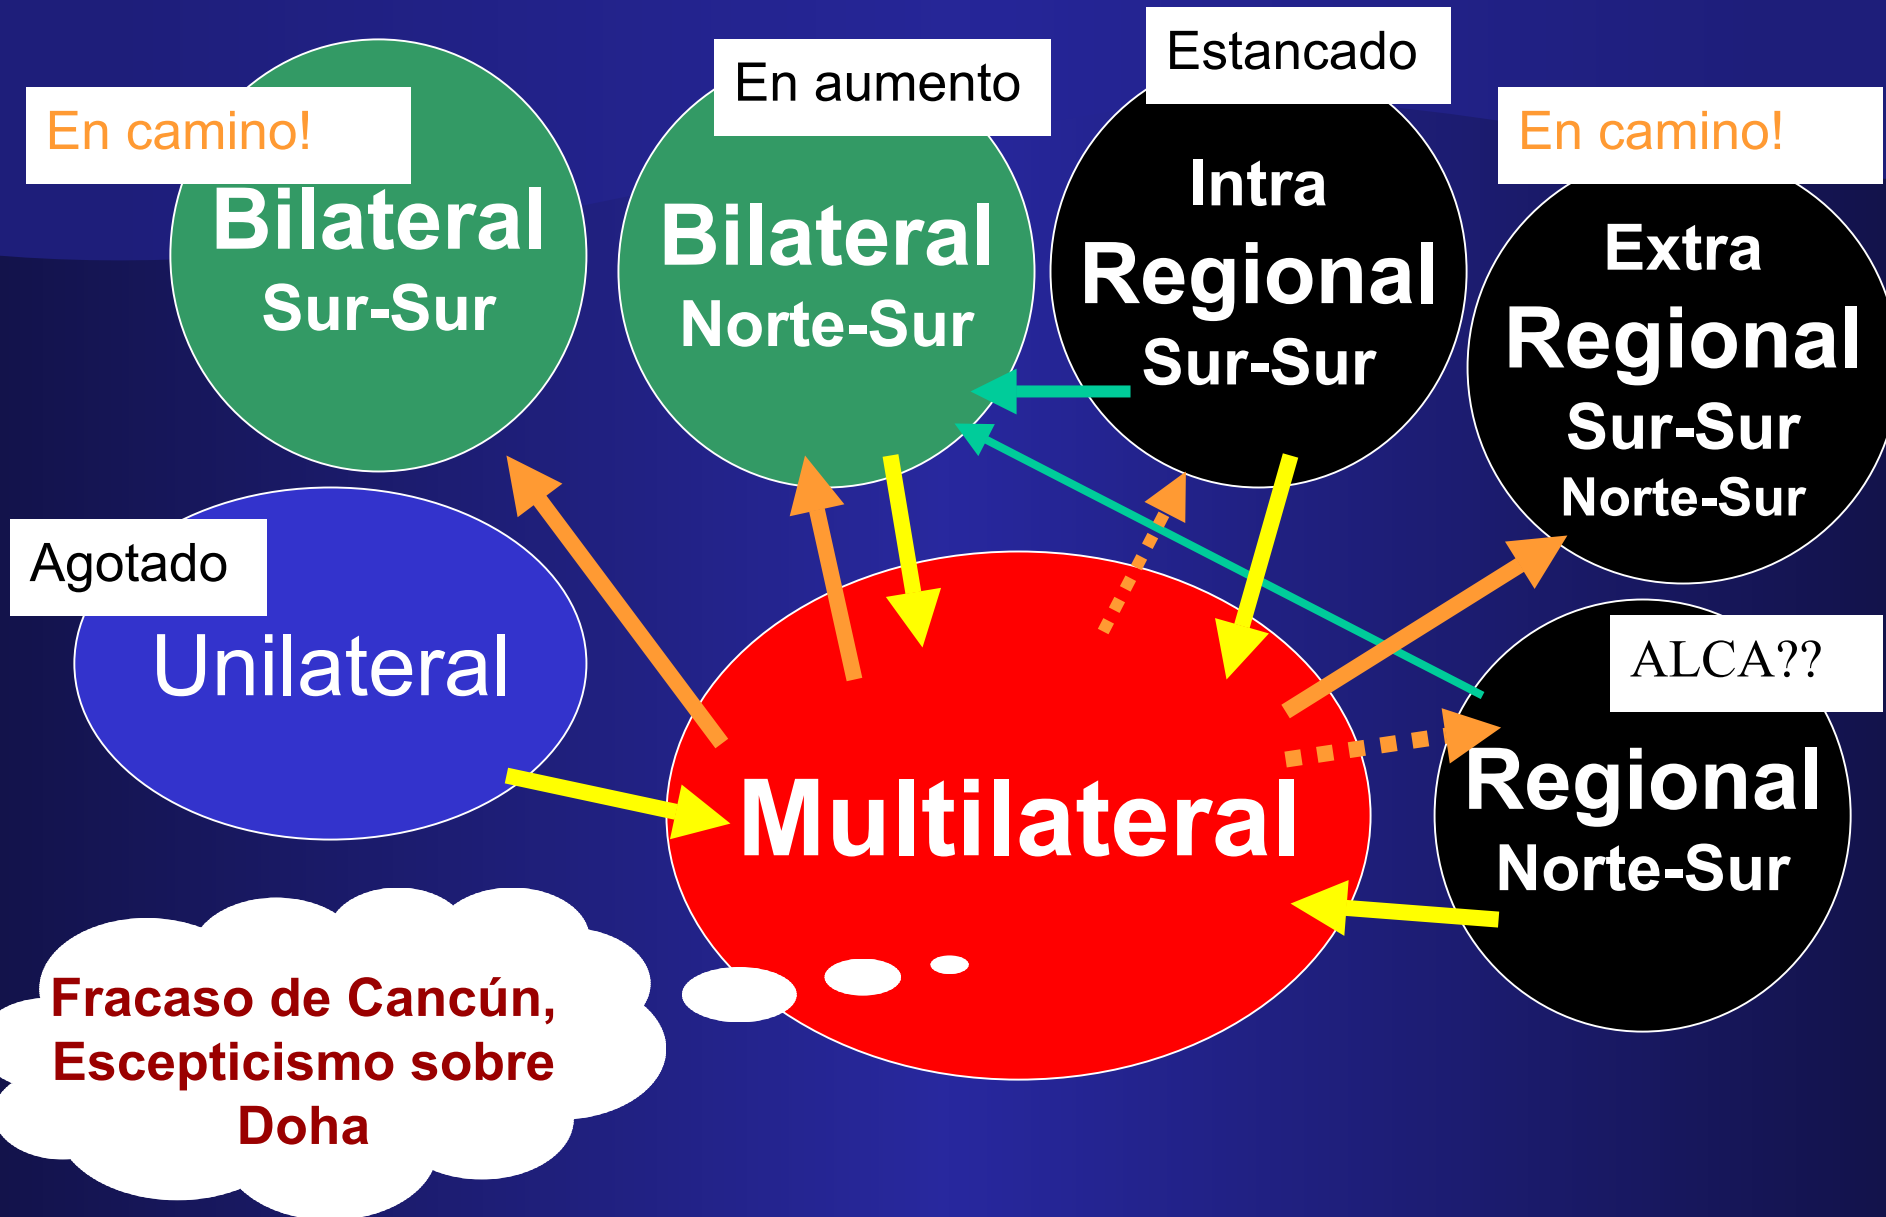 En camino!
Bilateral
Sur-Sur
En aumento
Bilateral
Norte-Sur
Estancado
Intra
Regional
Sur-Sur
En camino!
Extra
Regional
Sur-Sur
Norte-Sur
Agotado
Unilateral
Multilateral
ALCA??
Regional
Norte-Sur
Fracaso de Cancún,
Escepticismo sobre
Doha